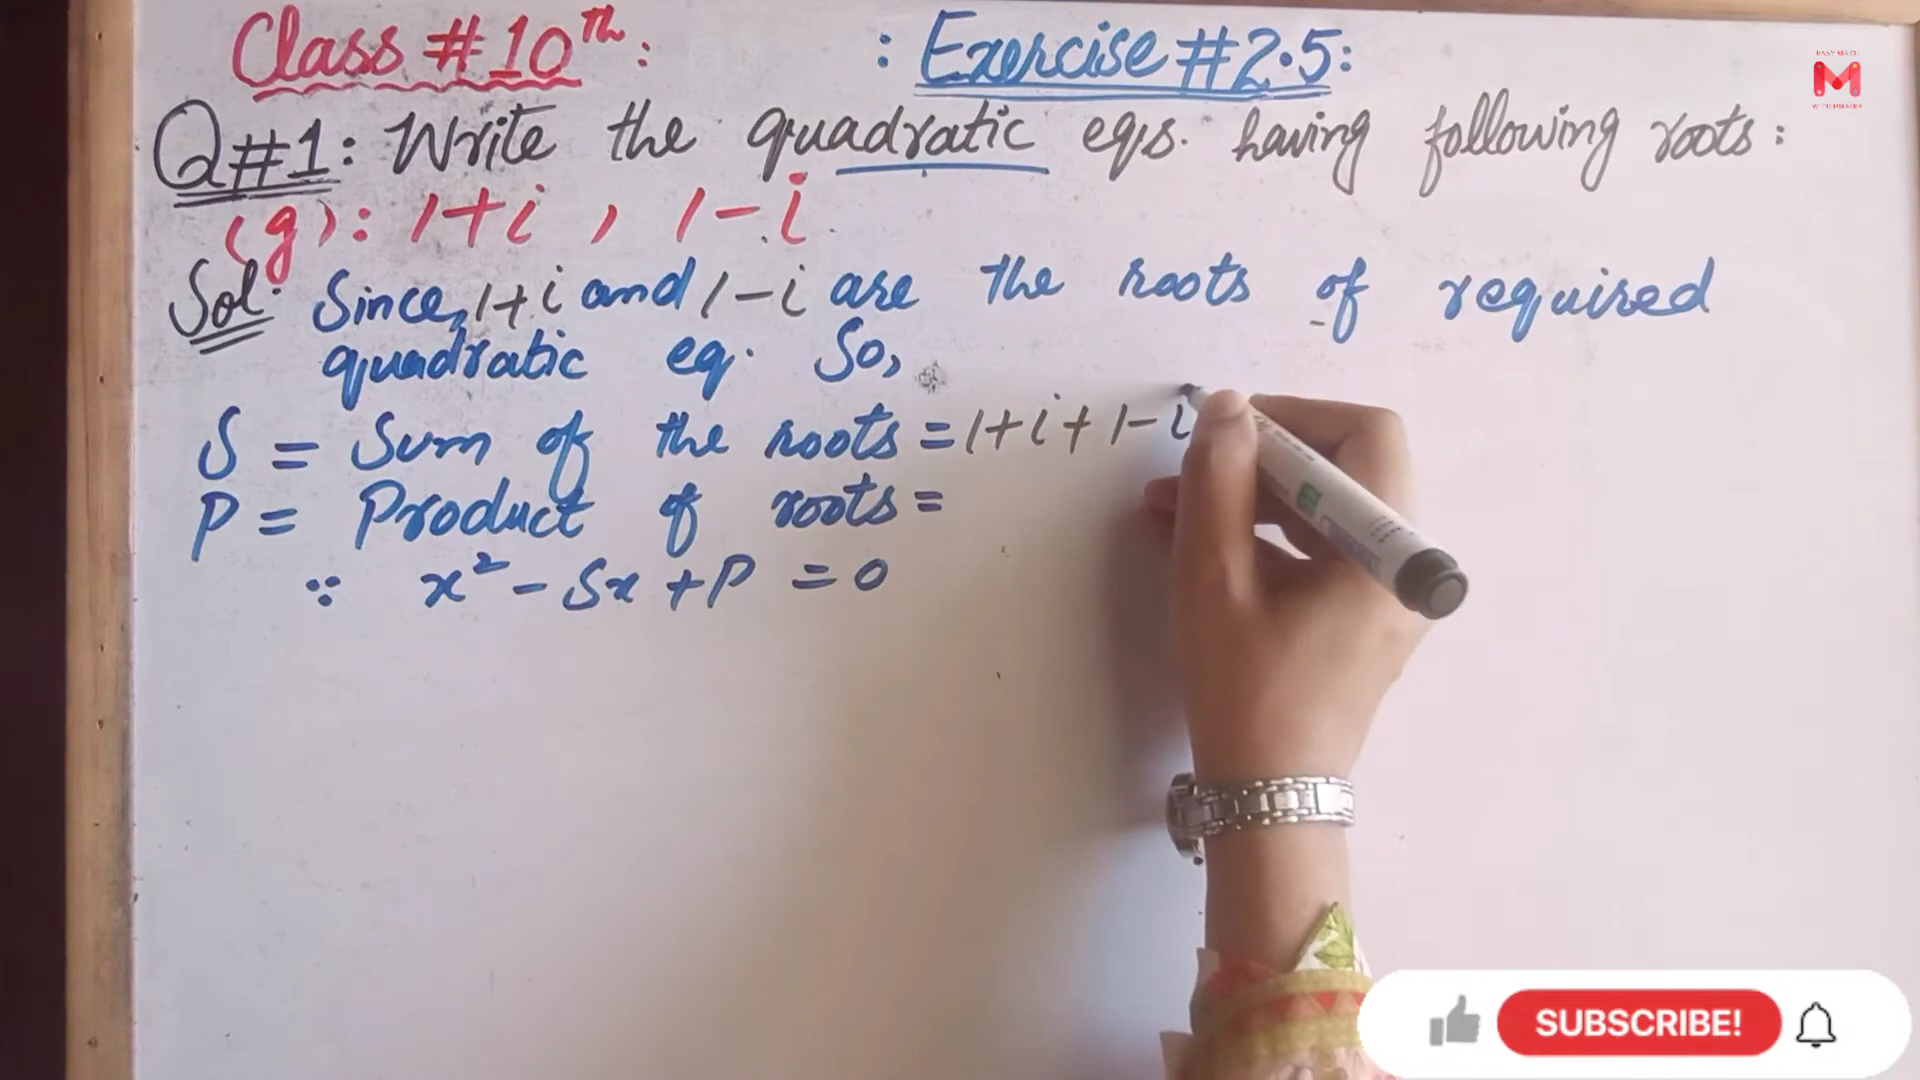 Class #10th: : Exercise #2.5:
Q#1: Write the quadratic eqs. having following roots:
(g): 1+i , 1-i
Sol. Since, 1+i and 1-i are the roots of required
quadratic eq. So,
S = Sum of the roots = 1+i+1-i
P = Product of roots =
∵ x² - Sx + P = 0
M
SUBSCRIBE!